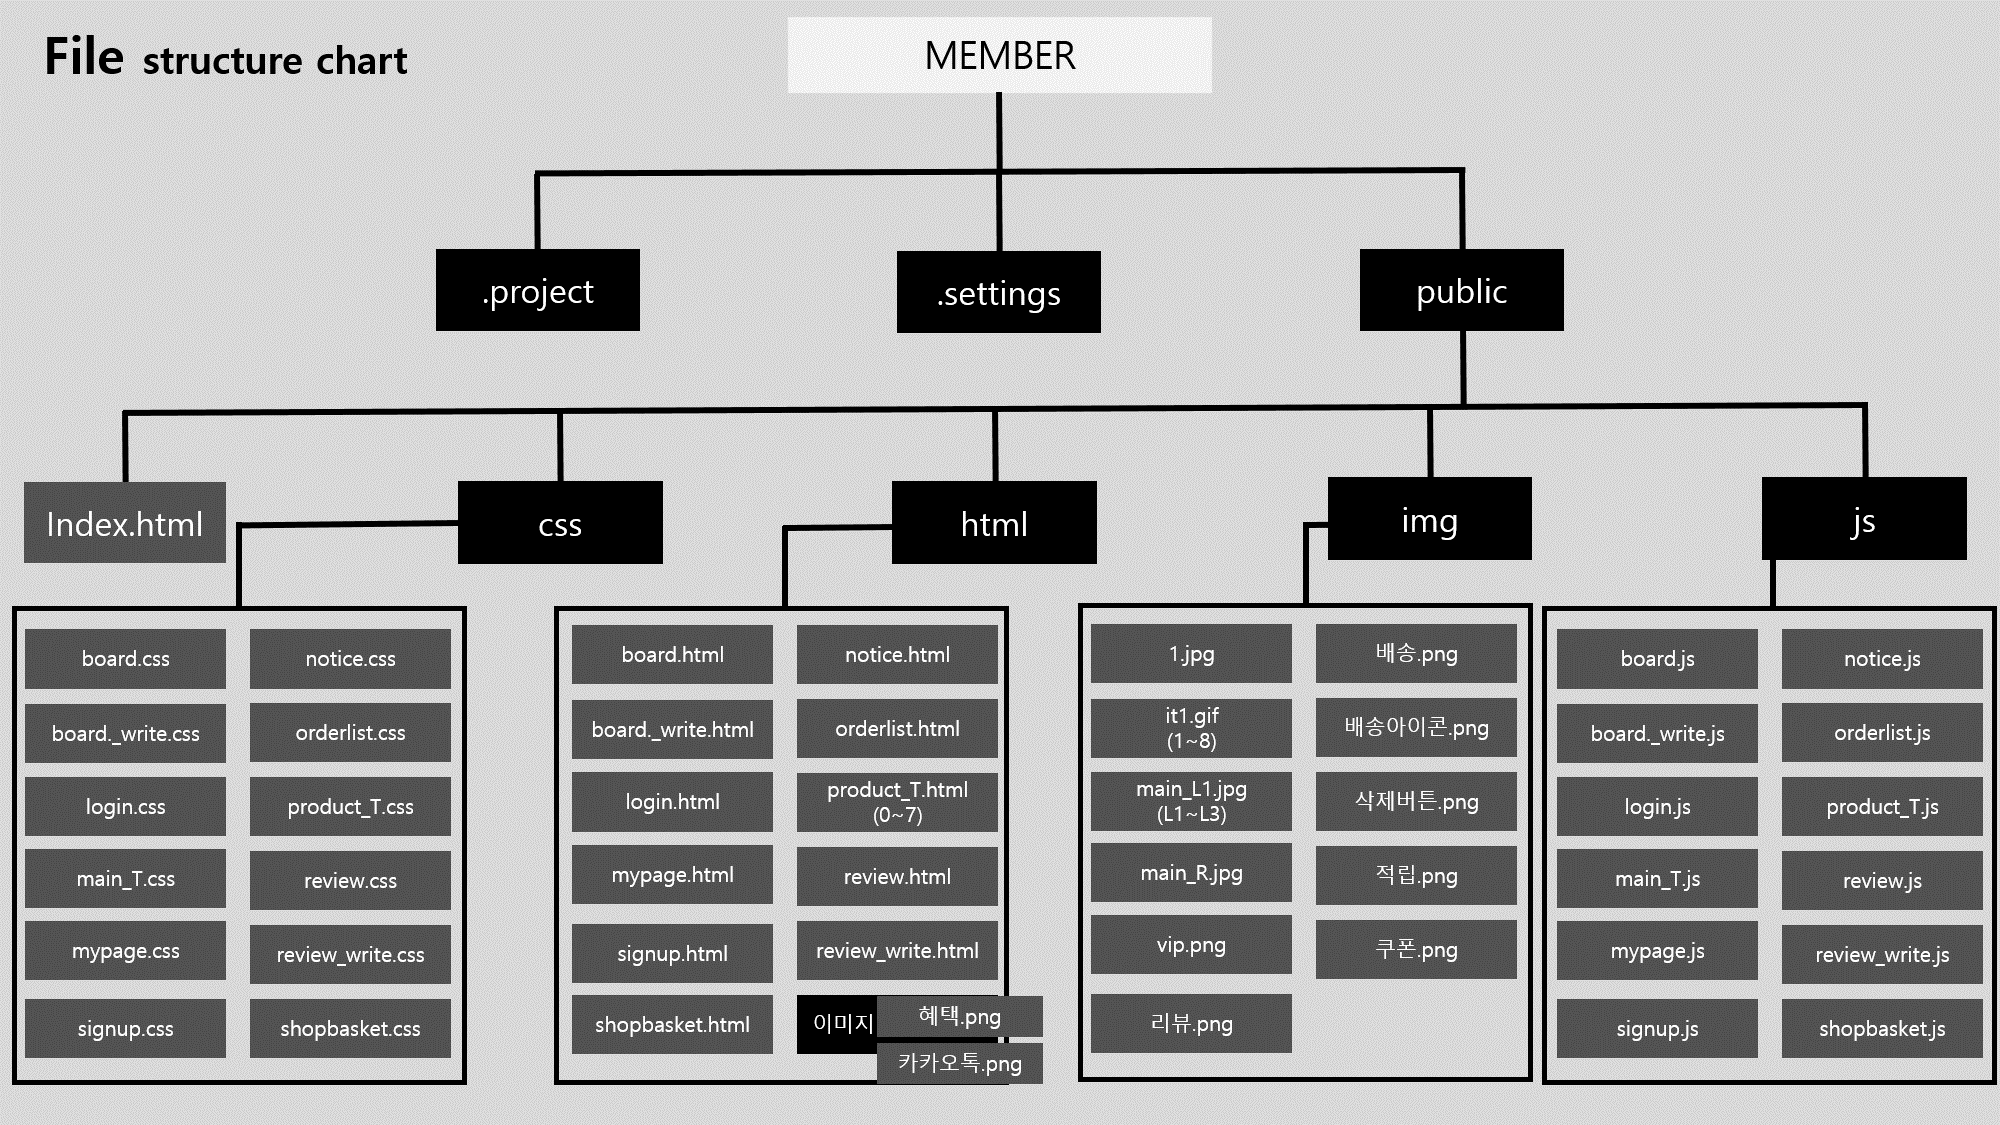 File structure chart
MEMBER
.project
.settings
public
Index.html
css
html
img
js
board.css
notice.css
board._write.css
orderlist.css
login.css
product_T.css
main_T.css
review.css
mypage.css
review_write.css
signup.css
shopbasket.css
board.html
notice.html
board._write.html
orderlist.html
login.html
product_T.html
(0~7)
mypage.html
review.html
signup.html
review_write.html
shopbasket.html
이미지
혜택.png
카카오톡.png
1.jpg
배송.png
it1.gif
(1~8)
배송아이콘.png
main_L1.jpg
(L1~L3)
삭제버튼.png
main_R.jpg
적립.png
vip.png
쿠폰.png
리뷰.png
board.js
notice.js
board._write.js
orderlist.js
login.js
product_T.js
main_T.js
review.js
mypage.js
review_write.js
signup.js
shopbasket.js